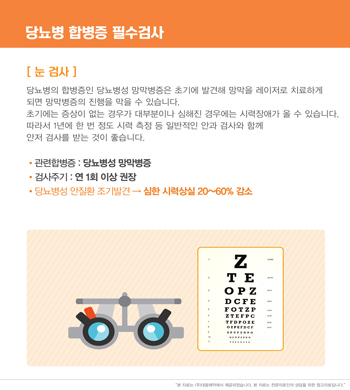 당뇨병 합병증 필수검사
[ 눈 검사 ]
당뇨병의 합병증인 당뇨병성 망막병증은 초기에 발견해 망막을 레이저로 치료하게
되면 망막병증의 진행을 막을 수 있습니다.
초기에는 증상이 없는 경우가 대부분이나 심해진 경우에는 시력장애가 올 수 있습니다.
따라서 1년에 한 번 정도 시력 측정 등 일반적인 안과 검사와 함께
안저 검사를 받는 것이 좋습니다.
• 관련합병증 : 당뇨병성 망막병증
• 검사주기 : 연 1회 이상 권장
• 당뇨병성 안질환 조기발견 → 심한 시력상실 20~60% 감소
Z
T E
O P Z
D C F E
P O T Z F
Z T E F P C
T Y D P O Z E